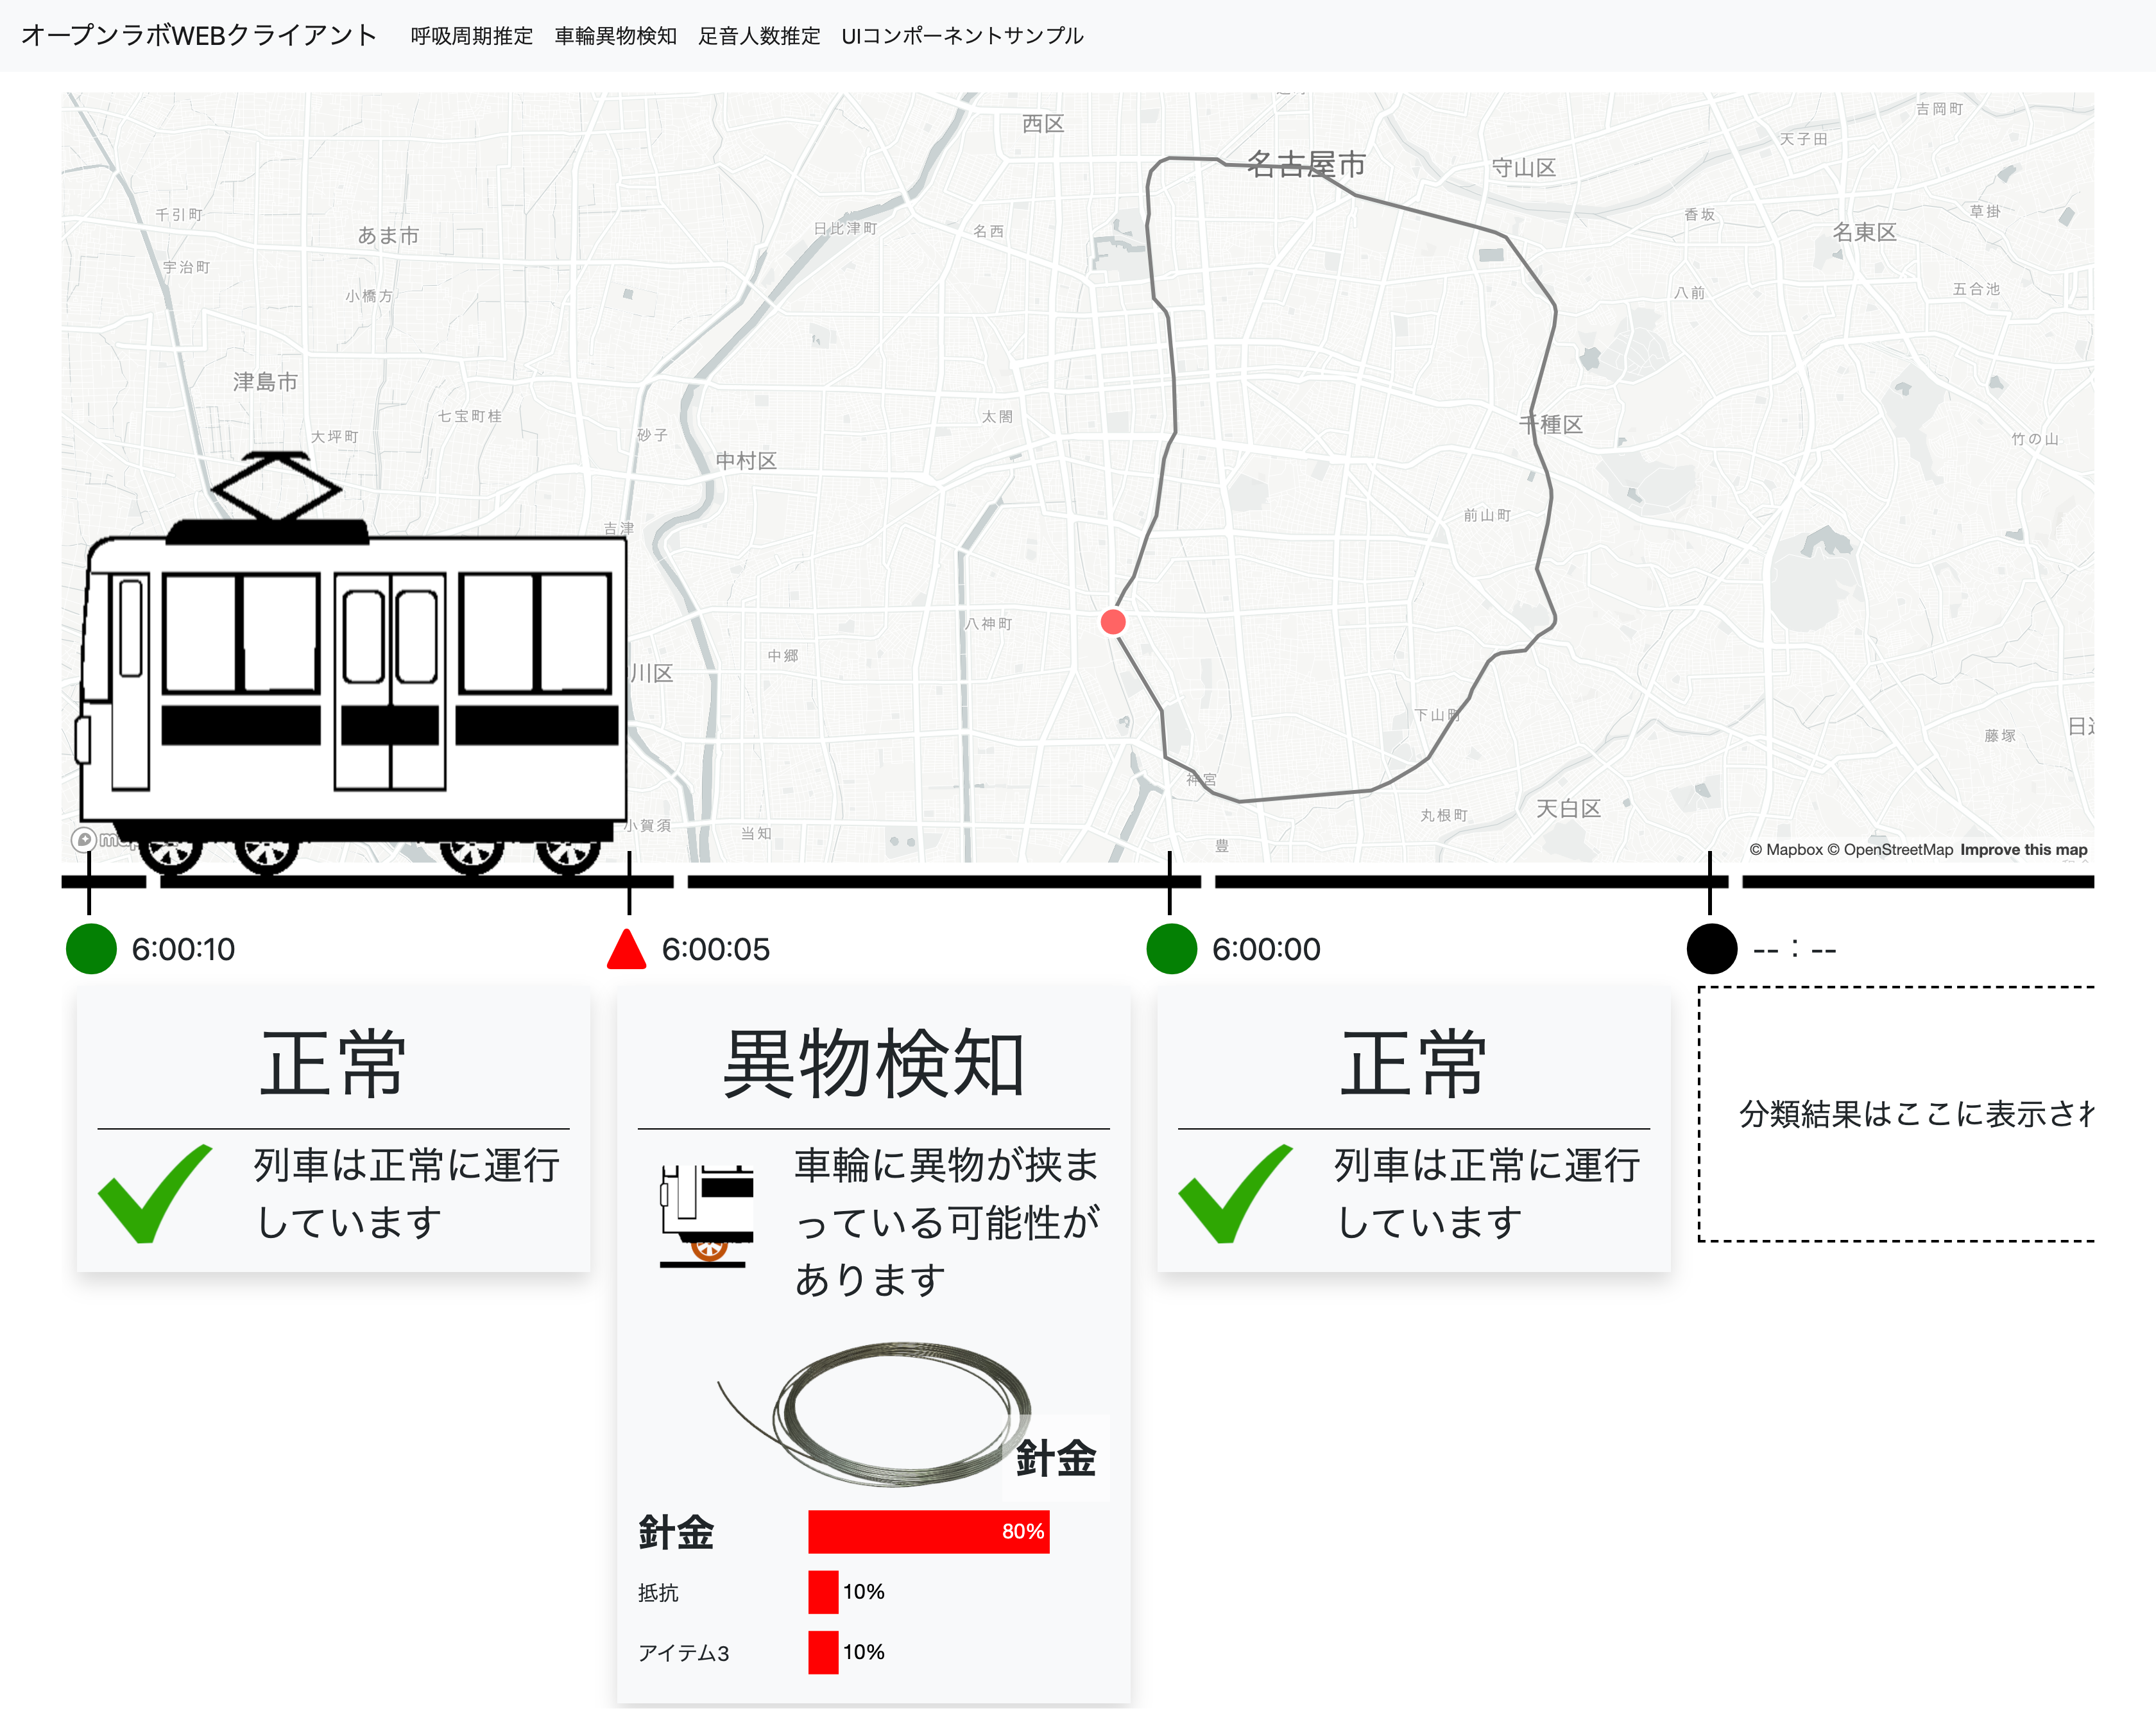 オープンラボWEBクライアント 呼吸周期推定 車輪異物検知 足音人数推定 UIコンポーネントサンプル
吉岡町
西区
天子田
名古屋市
守山区
千引町
香坂
草掛
あま市
日比津町
名西
名東区
宇治町
小橋方
八前
五合池
津島市
七宝町桂
太閤
大坪町
砂子
千種区
竹の山
中村区
前山町
吉津
八神町
中郷
川区
下山町
藤塚
神宮
小賀須
当知
丸根町
天白区
豊
© Mapbox © OpenStreetMap Improve this map
6:00:10
6:00:05
6:00:00
-- : --
正常
列車は正常に運行
しています
異物検知
車輪に異物が挟ま
っている可能性が
あります
針金
針金 80%
抵抗 10%
アイテム3 10%
正常
列車は正常に運行
しています
分類結果はここに表示され